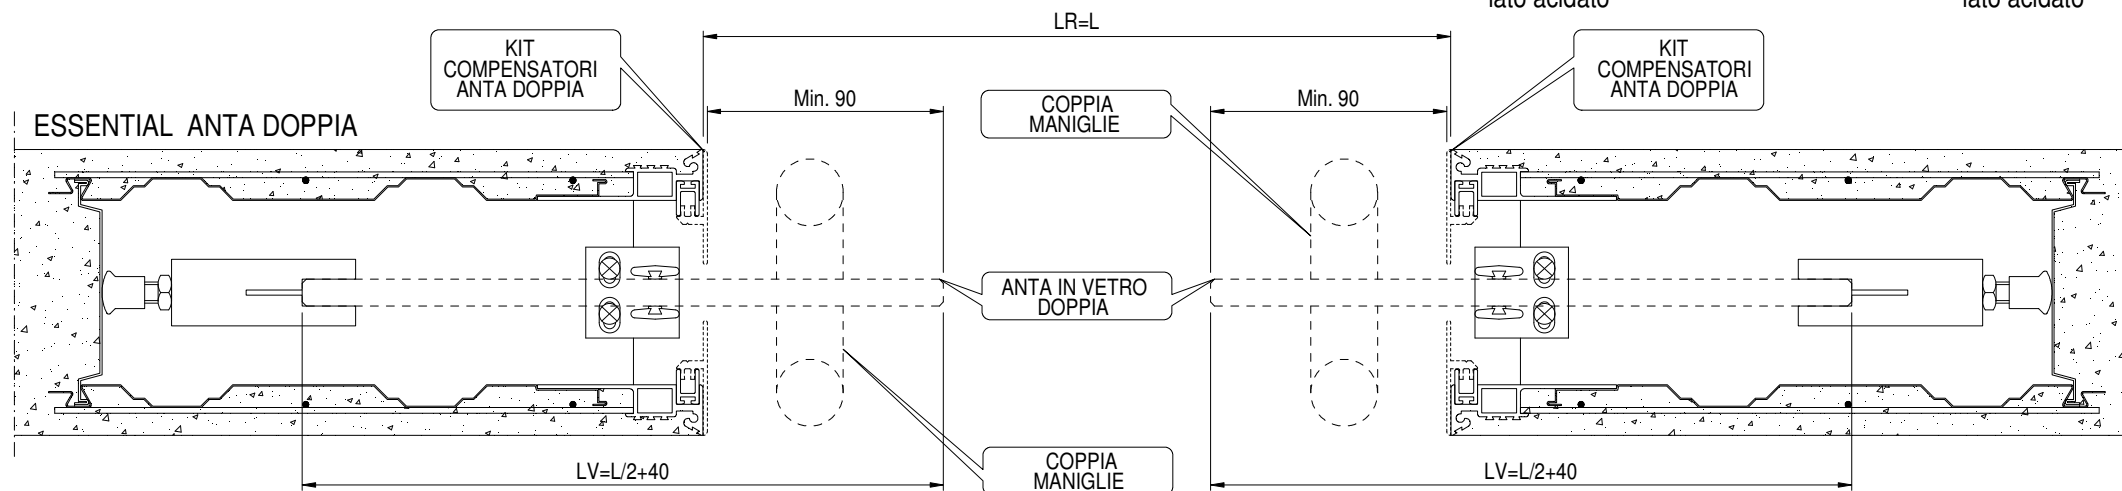 lato acidato
lato acidato
LR=L
KIT
COMPENSATORI
ANTA DOPPIA
KIT
COMPENSATORI
ANTA DOPPIA
Min. 90
COPPIA
MANIGLIE
Min. 90
ESSENTIAL ANTA DOPPIA
ANTA IN VETRO
DOPPIA
LV=L/2+40
COPPIA
MANIGLIE
LV=L/2+40